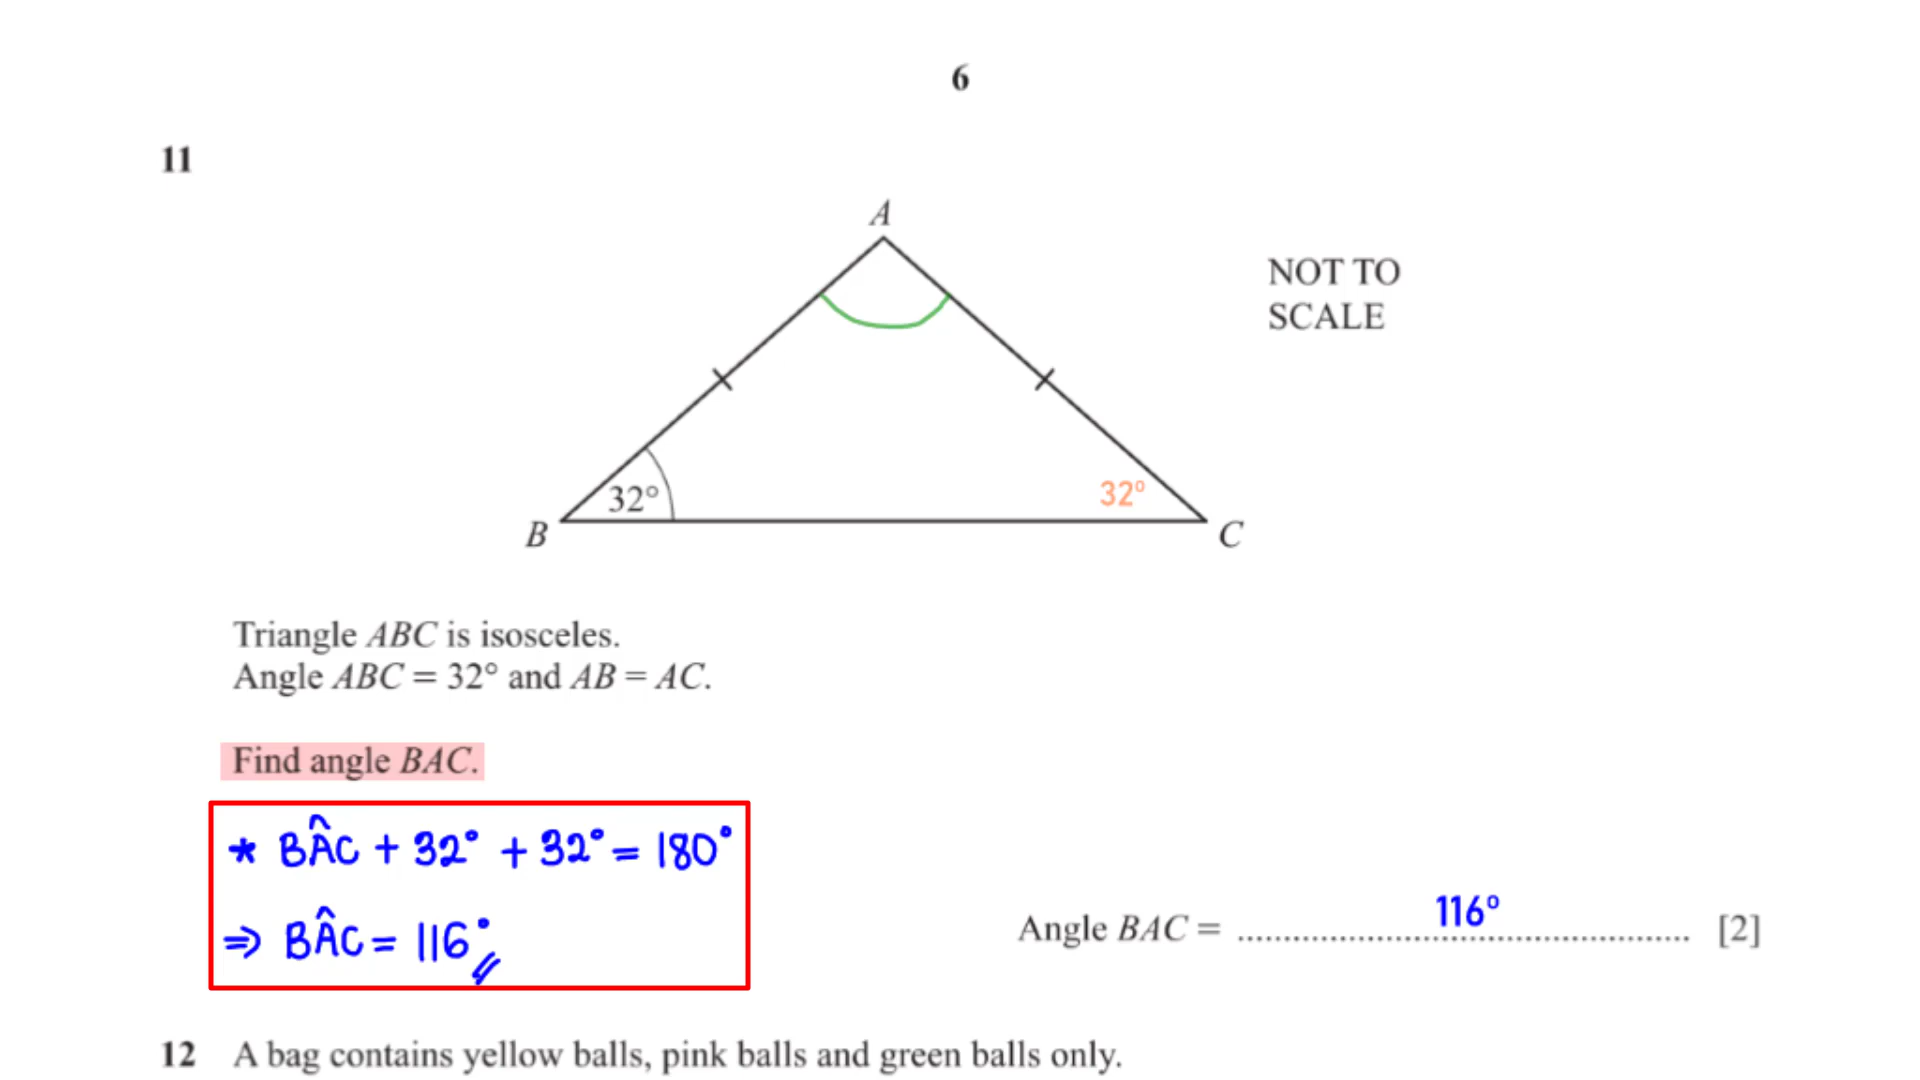 6
11
A
NOT TO
SCALE
32°
32°
B
C
Triangle ABC is isosceles.
Angle ABC = 32° and AB = AC.
Find angle BAC.
* BÂC + 32° + 32° = 180°
⇒ BÂC = 116°
116°
Angle BAC = .................................................. [2]
12 A bag contains yellow balls, pink balls and green balls only.